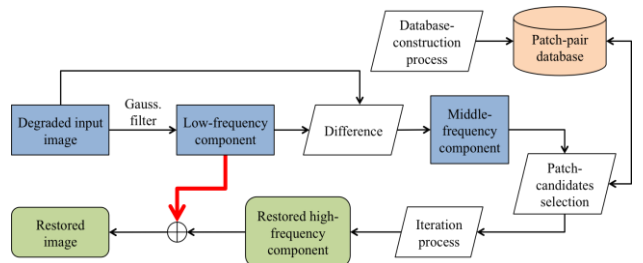 Database-
construction
process
Patch-pair
database
Degraded input
image
Gauss.
filter
Low-frequency
component
Difference
Middle-
frequency
component
Patch-
candidates
selection
Restored
image
Restored high-
frequency
component
Iteration
process